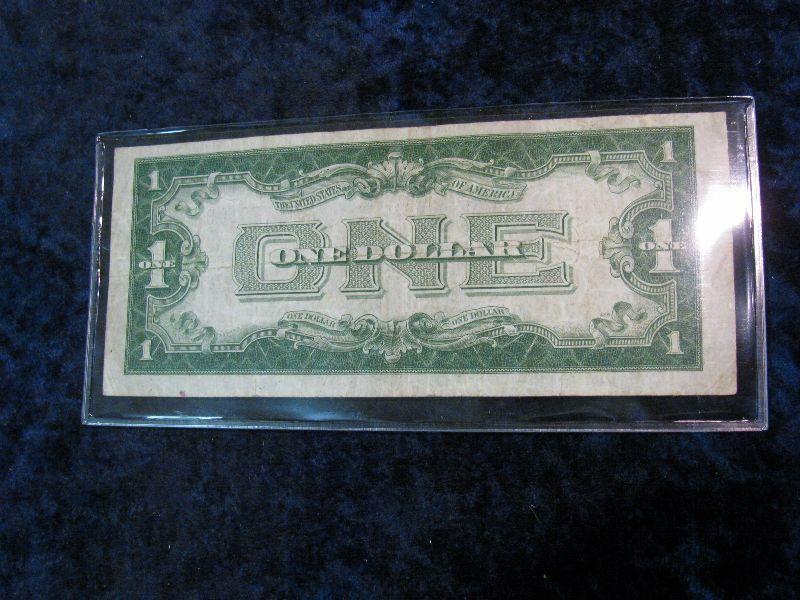 1 1
THE UNITED STATES OF AMERICA
ONE
ONE DOLLAR
1 ONE
1 ONE
ONE DOLLAR ONE DOLLAR
1 1